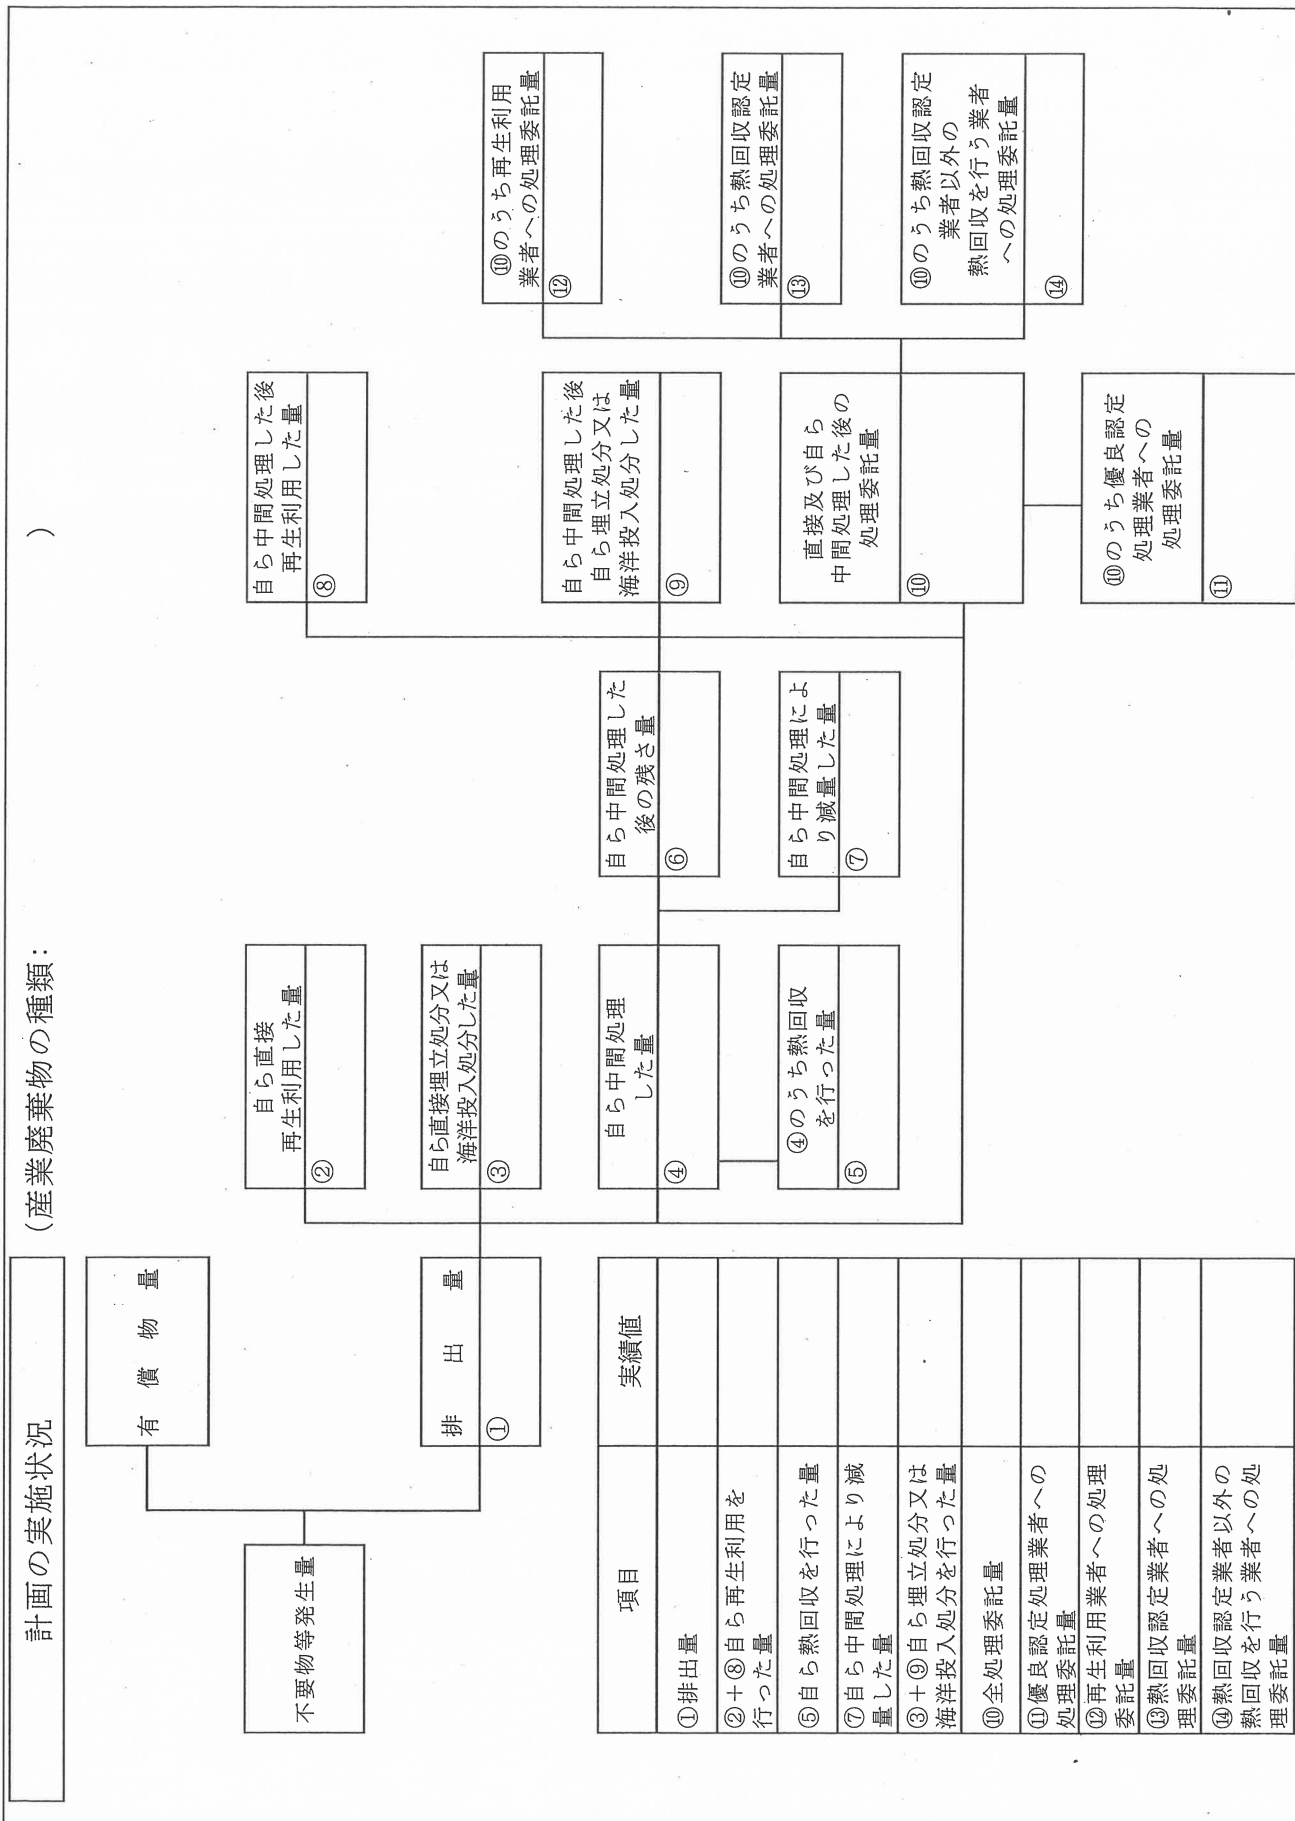 計画の実施状況
（産業廃棄物の種類：　　　　　　　　）
不要物等発生量
有償物量
排出量
①
自ら直接
再生利用した量
②
自ら直接埋立処分又は
海洋投入処分した量
③
自ら中間処理
した量
④
④のうち熱回収
を行った量
⑤
自ら中間処理した
後の残さ量
⑥
自ら中間処理によ
り減量した量
⑦
自ら中間処理した後
再生利用した量
⑧
自ら中間処理した後
自ら埋立処分又は
海洋投入処分した量
⑨
直接及び自ら
中間処理した後の
処理委託量
⑩
⑩のうち優良認定
処理業者への
処理委託量
⑪
⑩のうち再生利用
業者への処理委託量
⑫
⑩のうち熱回収認定
業者への処理委託量
⑬
⑩のうち熱回収認定
業者以外の
熱回収を行う業者
への処理委託量
⑭
項目
実績値
①排出量
②＋⑧自ら再生利用を
行った量
⑤自ら熱回収を行った量
⑦自ら中間処理により減
量した量
③＋⑨自ら埋立処分又は
海洋投入処分を行った量
⑩全処理委託量
⑪優良認定処理業者への
処理委託量
⑫再生利用業者への処理
委託量
⑬熱回収認定業者への処
理委託量
⑭熱回収認定業者以外の
熱回収を行う業者への処
理委託量